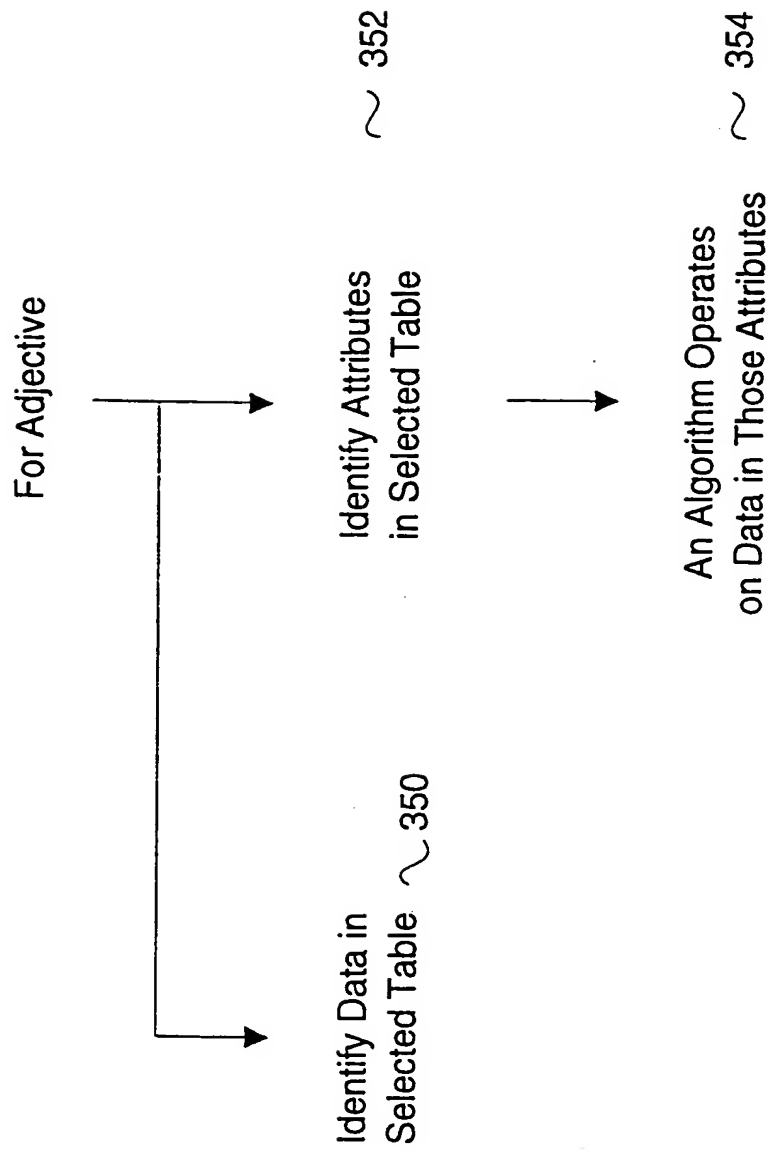 For Adjective
Identify Data in
Selected Table 350
Identify Attributes
in Selected Table
352
An Algorithm Operates
on Data in Those Attributes
354